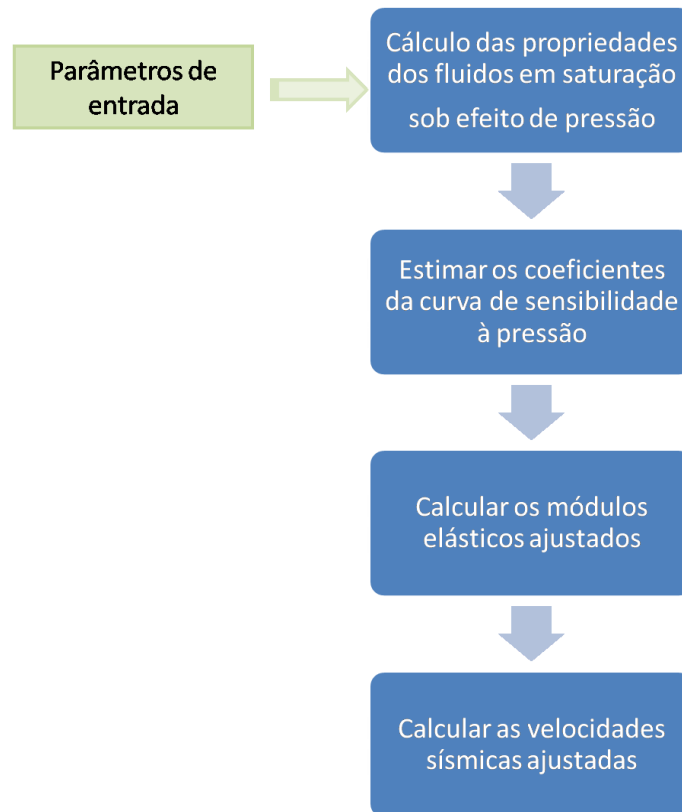 Parâmetros de
entrada
Cálculo das propriedades
dos fluidos em saturação
sob efeito de pressão
Estimar os coeficientes
da curva de sensibilidade
à pressão
Calcular os módulos
elásticos ajustados
Calcular as velocidades
sísmicas ajustadas